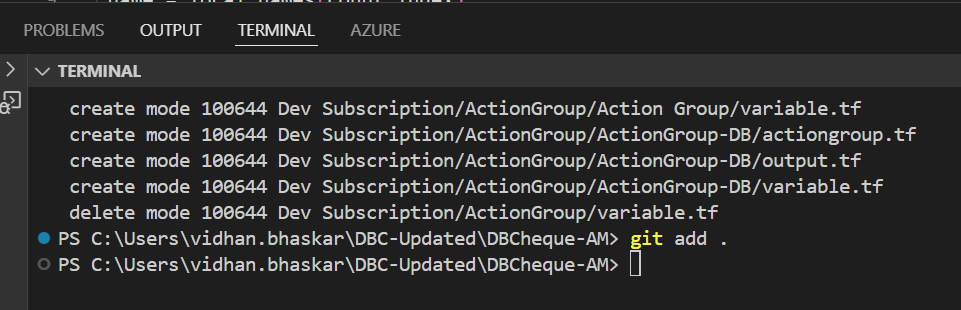 PROBLEMS OUTPUT TERMINAL AZURE
TERMINAL
create mode 100644 Dev Subscription/ActionGroup/Action Group/variable.tf
create mode 100644 Dev Subscription/ActionGroup/ActionGroup-DB/actiongroup.tf
create mode 100644 Dev Subscription/ActionGroup/ActionGroup-DB/output.tf
create mode 100644 Dev Subscription/ActionGroup/ActionGroup-DB/variable.tf
delete mode 100644 Dev Subscription/ActionGroup/variable.tf
PS C:\Users\vidhan.bhaskar\DBC-Updated\DBCheque-AM> git add .
PS C:\Users\vidhan.bhaskar\DBC-Updated\DBCheque-AM>